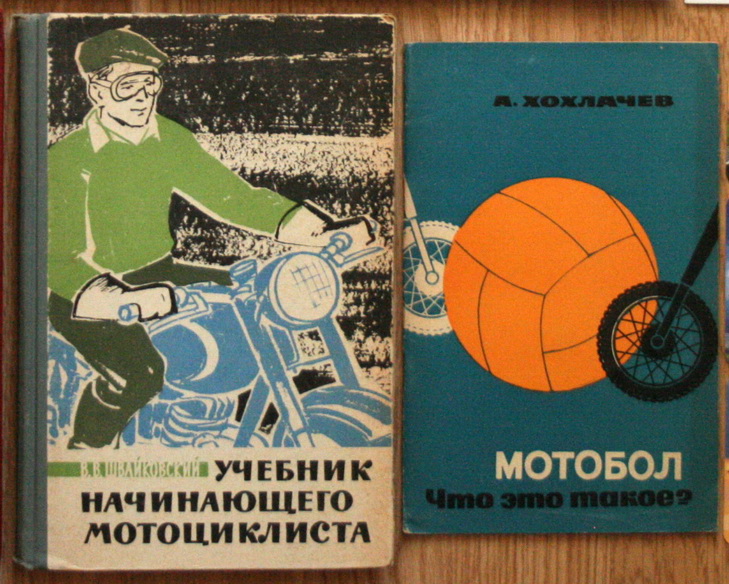 В. В. ШВАЙКОВСКИЙ УЧЕБНИК
НАЧИНАЮЩЕГО
МОТОЦИКЛИСТА
А. ХОХЛАЧЕВ
МОТОБОЛ
Что это такое?